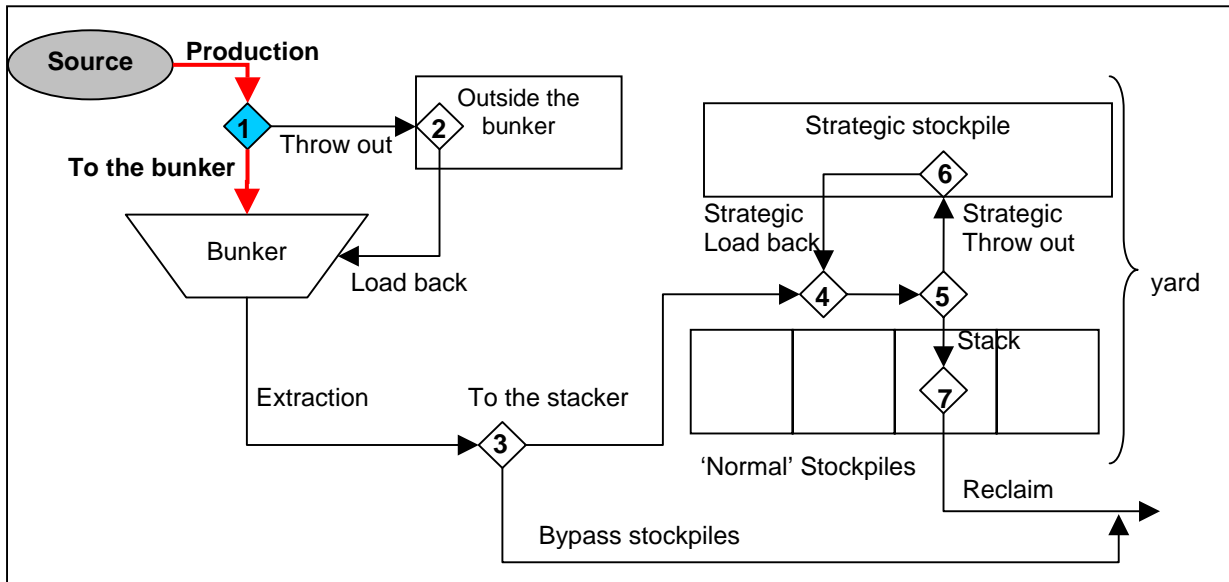 Production
Source
1
Throw out
2
Outside the
bunker
To the bunker
Bunker
Load back
Strategic stockpile
6
Strategic
Load back
Strategic
Throw out
4
5
yard
Stack
7
Extraction
To the stacker
3
‘Normal’ Stockpiles
Reclaim
Bypass stockpiles